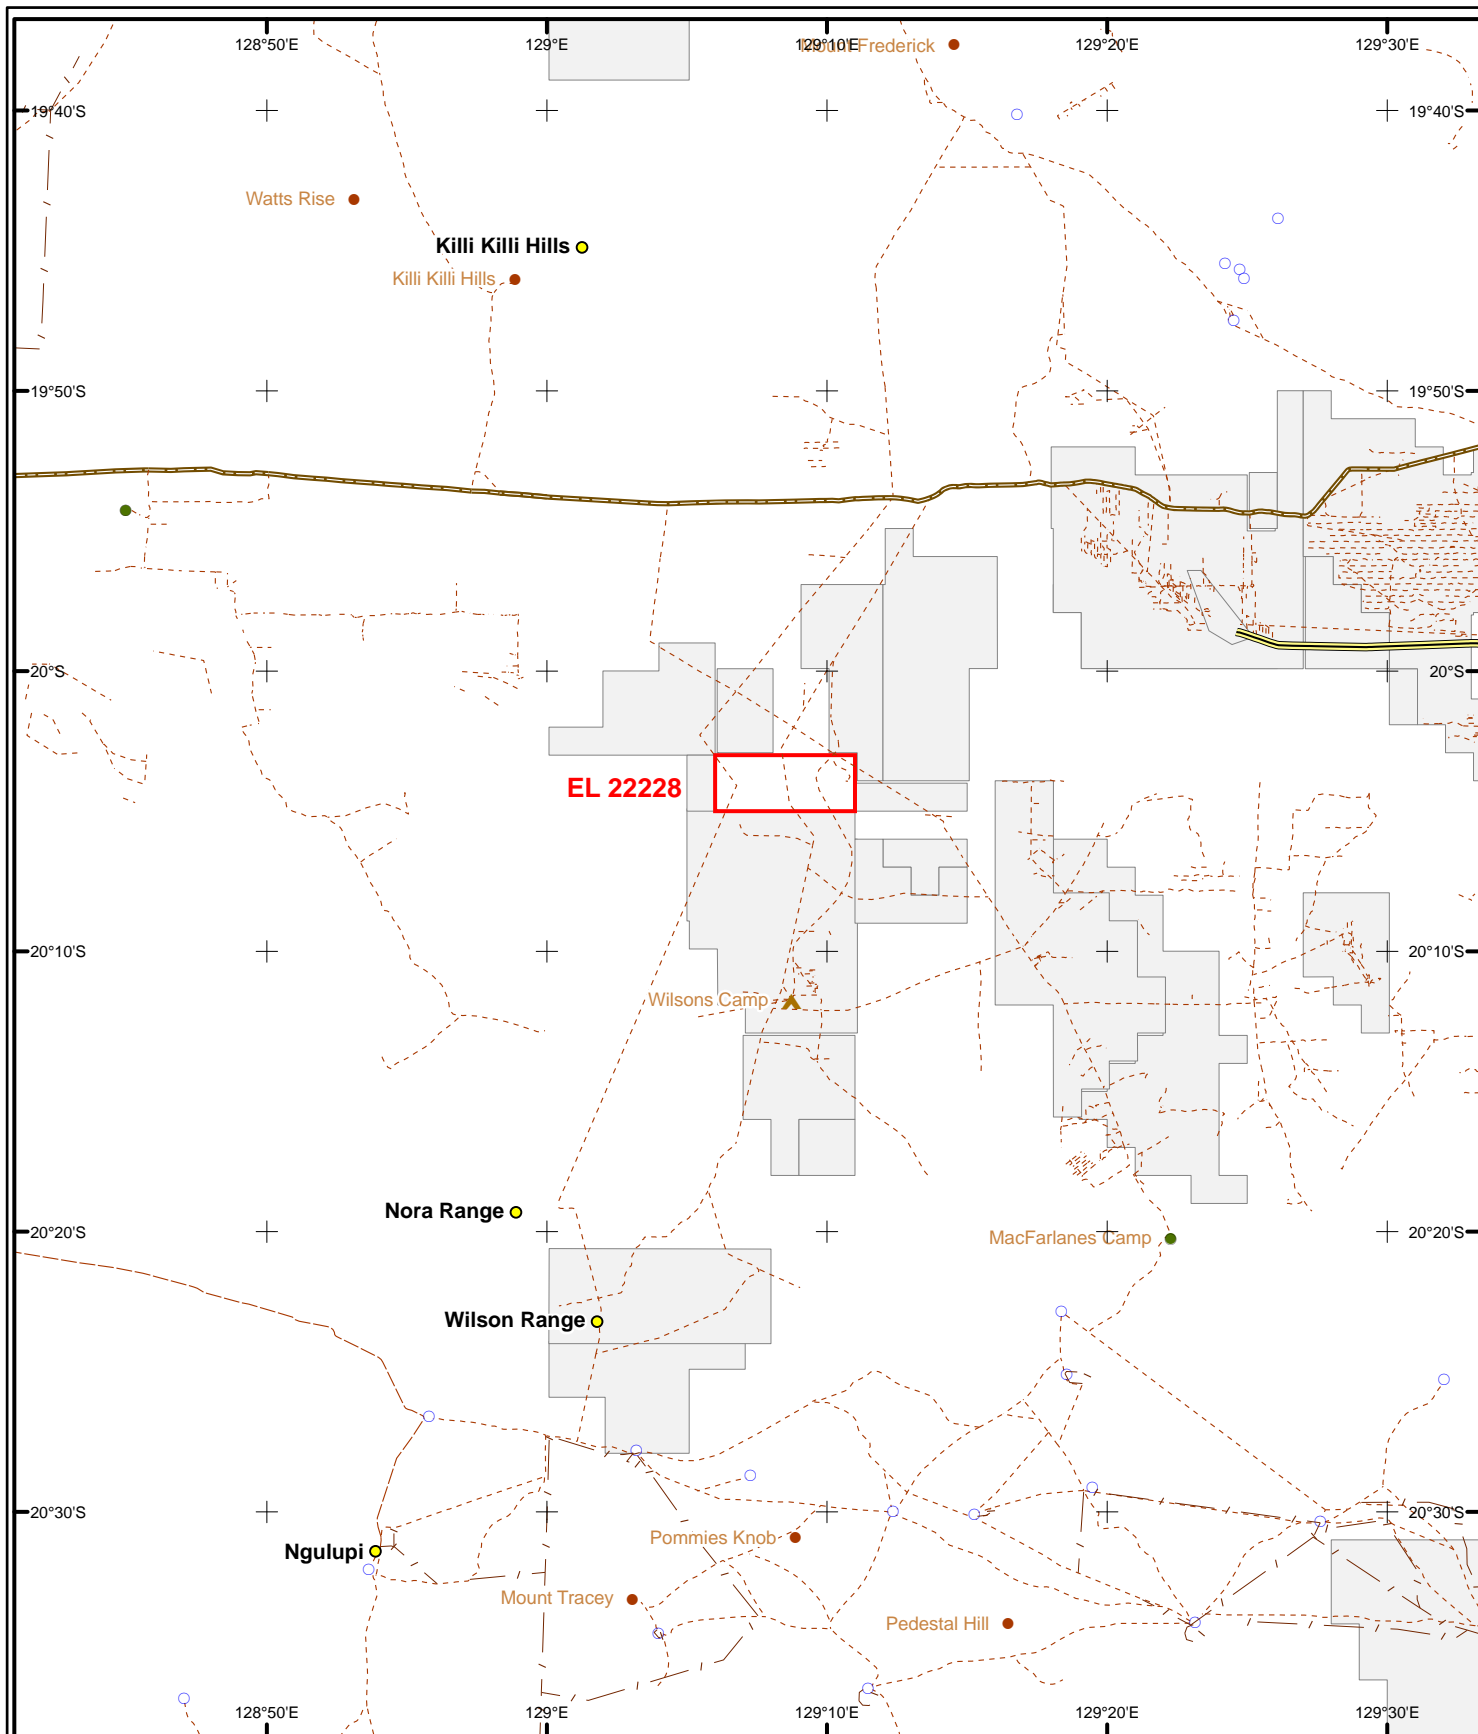 128°50'E
129°E
129°10'E
129°20'E
129°30'E
Mount Frederick
19°40'S
19°40'S
Watts Rise
Killi Killi Hills
Killi Killi Hills
19°50'S
19°50'S
20°S
20°S
EL 22228
20°10'S
20°10'S
Wilsons Camp
Nora Range
20°20'S
20°20'S
MacFarlanes Camp
Wilson Range
20°30'S
20°30'S
Pommies Knob
Ngulupi
Mount Tracey
Pedestal Hill
128°50'E
129°E
129°10'E
129°20'E
129°30'E